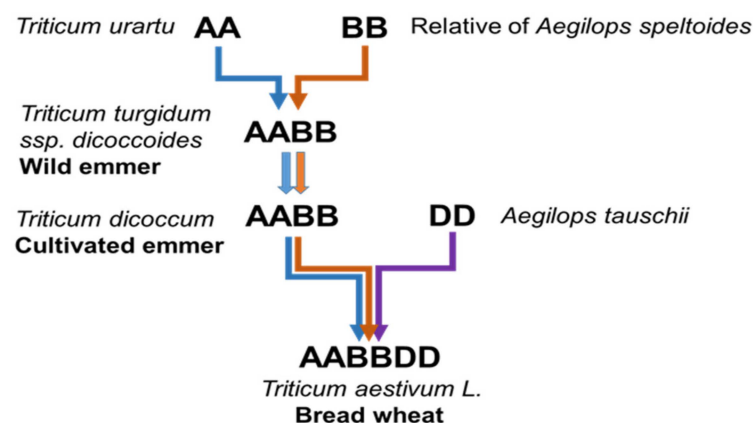 Triticum urartu AA BB Relative of Aegilops speltoides
Triticum turgidum
ssp. dicoccoides AABB
Wild emmer
Triticum dicoccum AABB DD Aegilops tauschii
Cultivated emmer
AABBDD
Triticum aestivum L.
Bread wheat